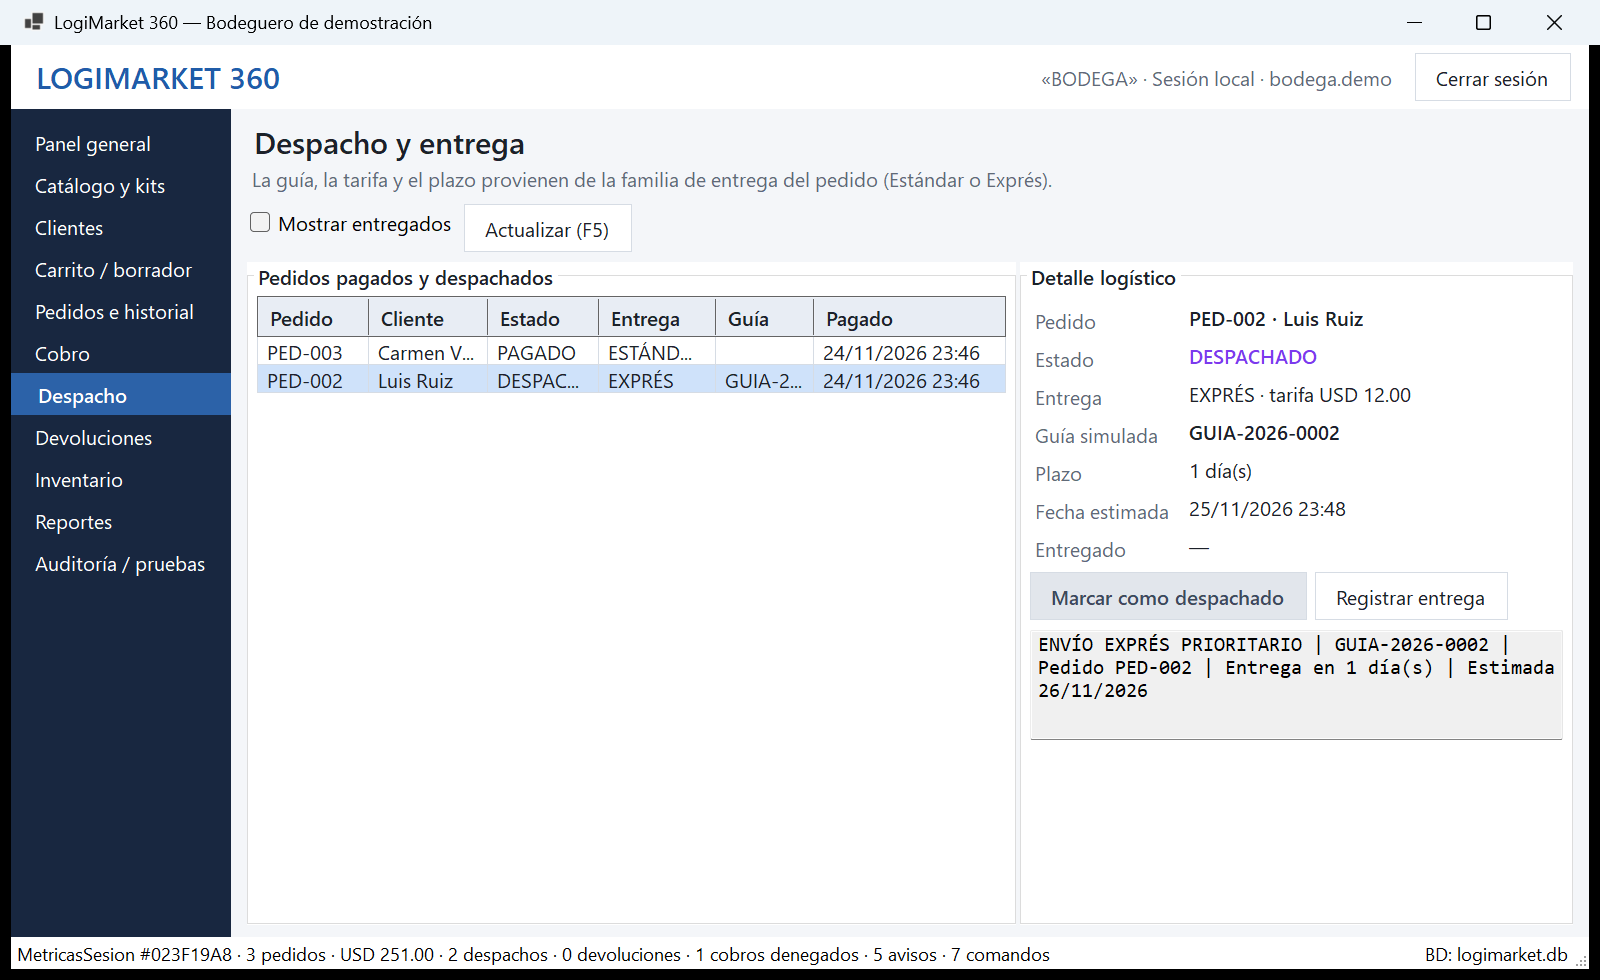 LogiMarket 360 — Bodeguero de demostración
LOGIMARKET 360
«BODEGA» · Sesión local · bodega.demo
Cerrar sesión
Panel general
Catálogo y kits
Clientes
Carrito / borrador
Pedidos e historial
Cobro
Despacho
Devoluciones
Inventario
Reportes
Auditoría / pruebas
Despacho y entrega
La guía, la tarifa y el plazo provienen de la familia de entrega del pedido (Estándar o Exprés).
Mostrar entregados
Actualizar (F5)
Pedidos pagados y despachados
Pedido Cliente Estado Entrega Guía Pagado
PED-003 Carmen V... PAGADO ESTÁND... 24/11/2026 23:46
PED-002 Luis Ruiz DESPAC... EXPRÉS GUIA-2... 24/11/2026 23:46
Detalle logístico
Pedido PED-002 · Luis Ruiz
Estado DESPACHADO
Entrega EXPRÉS · tarifa USD 12.00
Guía simulada GUIA-2026-0002
Plazo 1 día(s)
Fecha estimada 25/11/2026 23:48
Entregado —
Marcar como despachado
Registrar entrega
ENVÍO EXPRÉS PRIORITARIO | GUIA-2026-0002 |
Pedido PED-002 | Entrega en 1 día(s) | Estimada
26/11/2026
MetricasSesion #023F19A8 · 3 pedidos · USD 251.00 · 2 despachos · 0 devoluciones · 1 cobros denegados · 5 avisos · 7 comandos
BD: logimarket.db